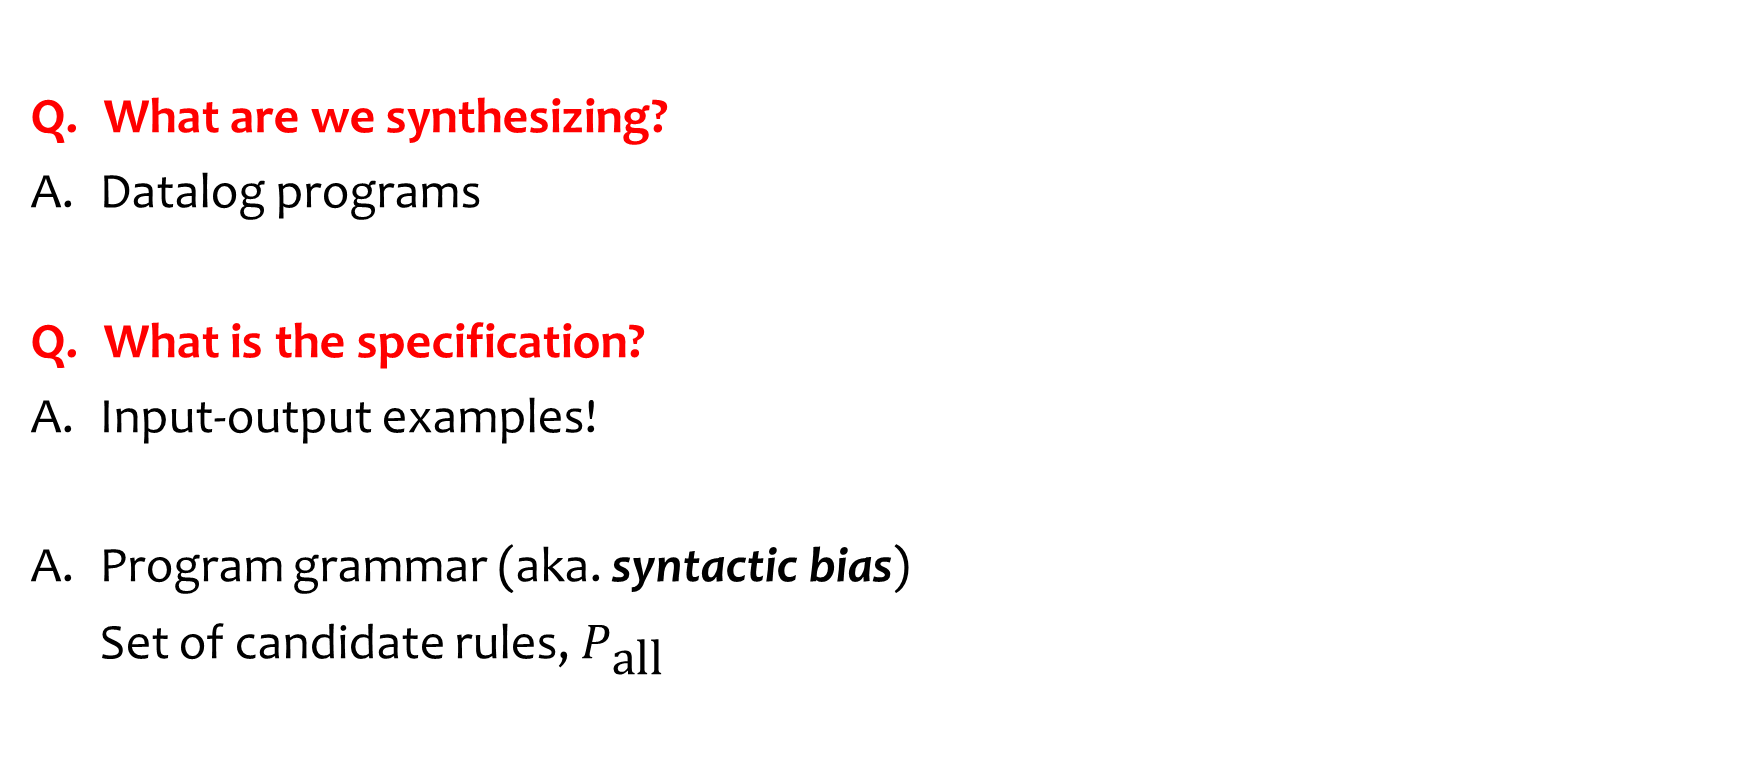 Q. What are we synthesizing?
A. Datalog programs
Q. What is the specification?
A. Input-output examples!
A. Program grammar (aka. syntactic bias)
Set of candidate rules, P_all